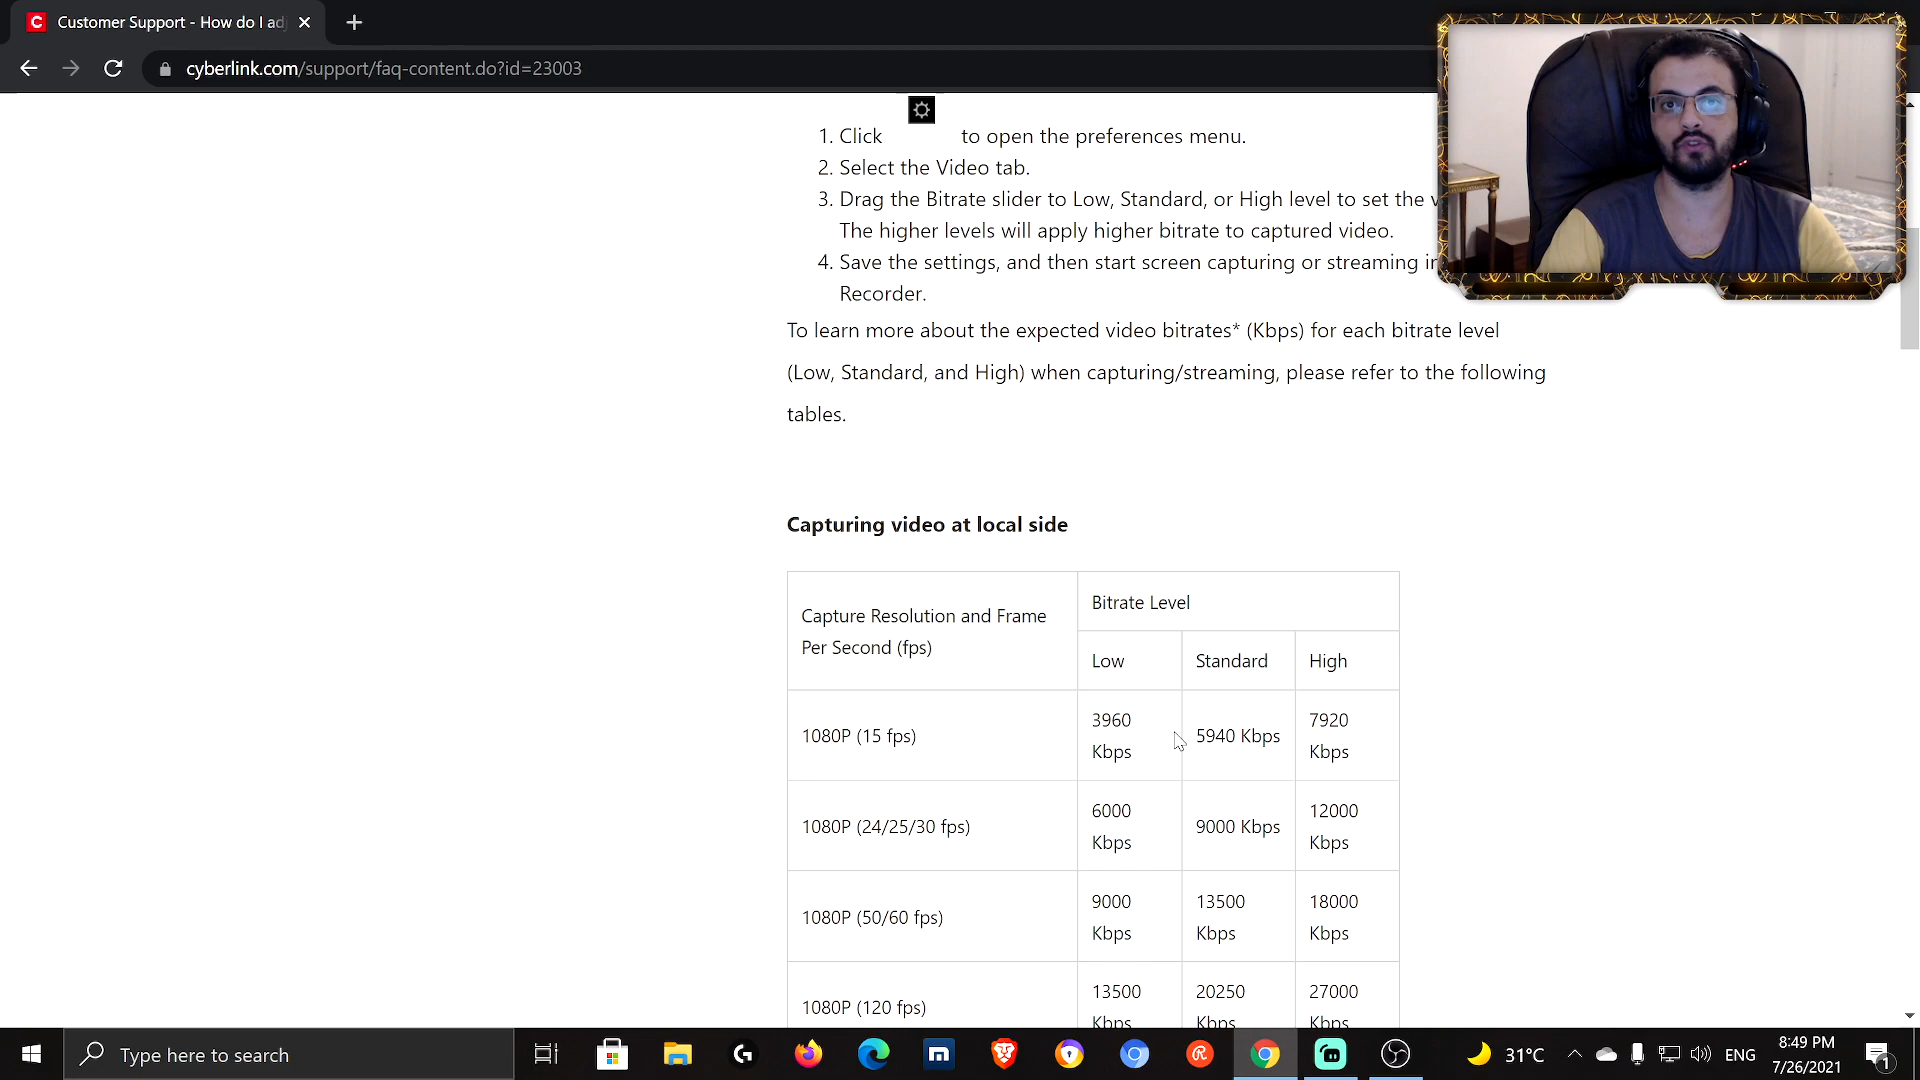 Customer Support - How do I ad
cyberlink.com/support/faq-content.do?id=23003
1. Click to open the preferences menu.
2. Select the Video tab.
3. Drag the Bitrate slider to Low, Standard, or High level to set the
The higher levels will apply higher bitrate to captured video.
4. Save the settings, and then start screen capturing or streaming
Recorder.
To learn more about the expected video bitrates* (Kbps) for each bitrate level
(Low, Standard, and High) when capturing/streaming, please refer to the following
tables.
Capturing video at local side
Capture Resolution and Frame
Per Second (fps)
Bitrate Level
Low
Standard
High
1080P (15 fps)
3960
Kbps
5940 Kbps
7920
Kbps
1080P (24/25/30 fps)
6000
Kbps
9000 Kbps
12000
Kbps
1080P (50/60 fps)
9000
Kbps
13500
Kbps
18000
Kbps
1080P (120 fps)
13500
Kbps
20250
Kbps
27000
Kbps
Type here to search
31°C
ENG
8:49 PM
7/26/2021
1